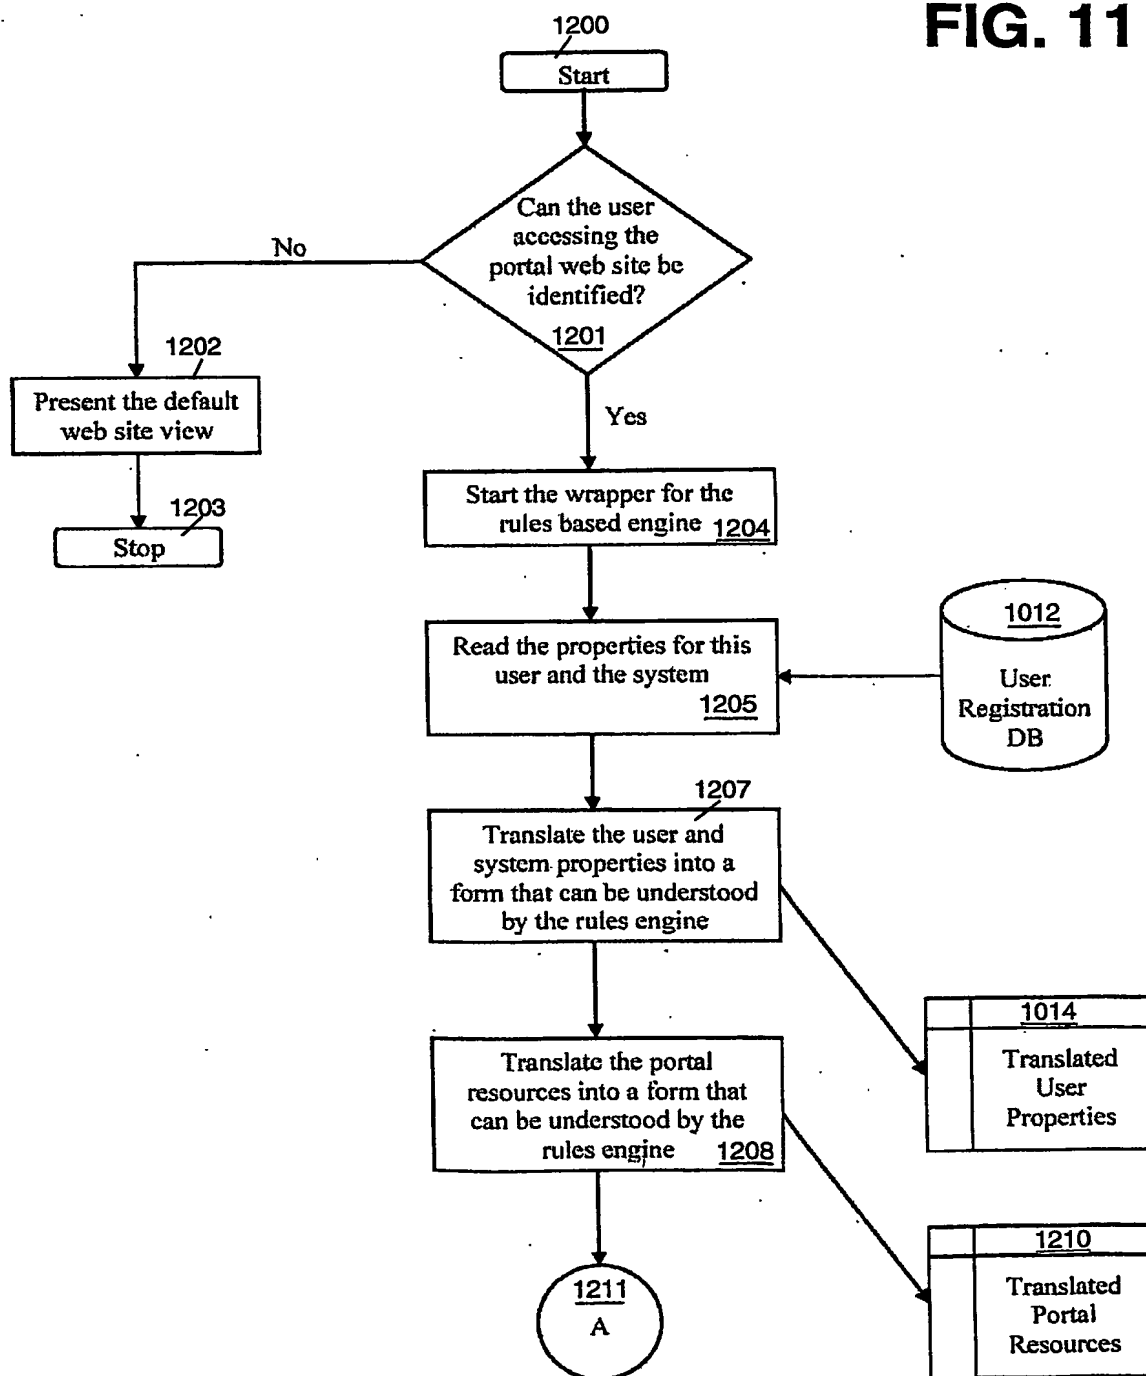 FIG. 11
1200
Start
Can the user
accessing the
portal web site be
identified?
1201
No
1202
Present the default
web site view
1203
Stop
Yes
Start the wrapper for the
rules based engine 1204
Read the properties for this
user and the system
1205
1012
User
Registration
DB
1207
Translate the user and
system properties into a
form that can be understood
by the rules engine
1014
Translated
User
Properties
Translate the portal
resources into a form that
can be understood by the
rules engine 1208
1210
Translated
Portal
Resources
1211
A